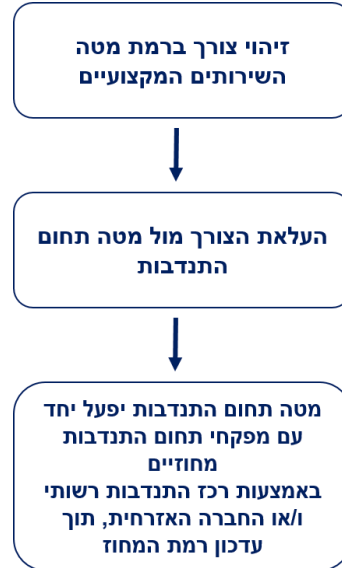 זיהוי צורך ברמת מטה
השירותים המקצועיים
העלאת הצורך מול מטה תחום
התנדבות
מטה תחום התנדבות יפעל יחד
עם מפקחי תחום התנדבות
מחוזיים
באמצעות רכז התנדבות רשותי
ו/או החברה האזרחית, תוך
עדכון רמת המחוז